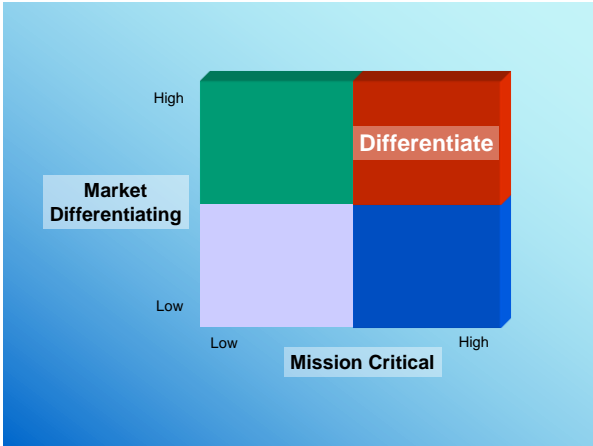 High
Differentiate
Market
Differentiating
Low
Low
High
Mission Critical